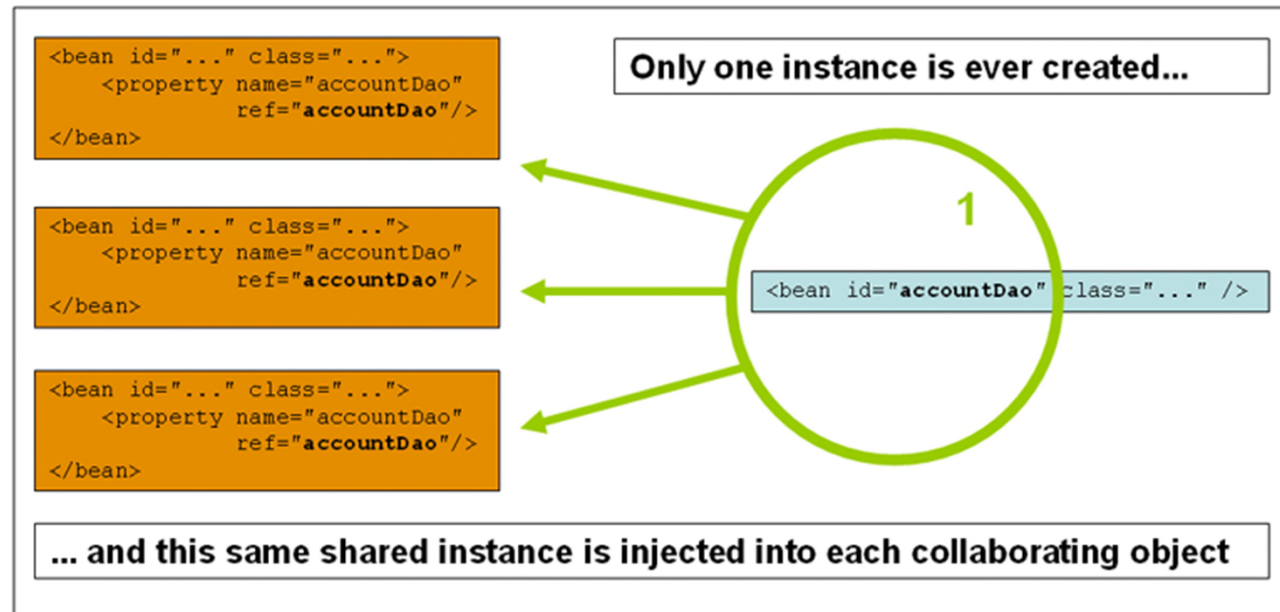 <bean id="..." class="...">
    <property name="accountDao"
              ref="accountDao"/>
</bean>
Only one instance is ever created...
1
<bean id="..." class="...">
    <property name="accountDao"
              ref="accountDao"/>
</bean>
<bean id="accountDao" class="..." />
<bean id="..." class="...">
    <property name="accountDao"
              ref="accountDao"/>
</bean>
... and this same shared instance is injected into each collaborating object